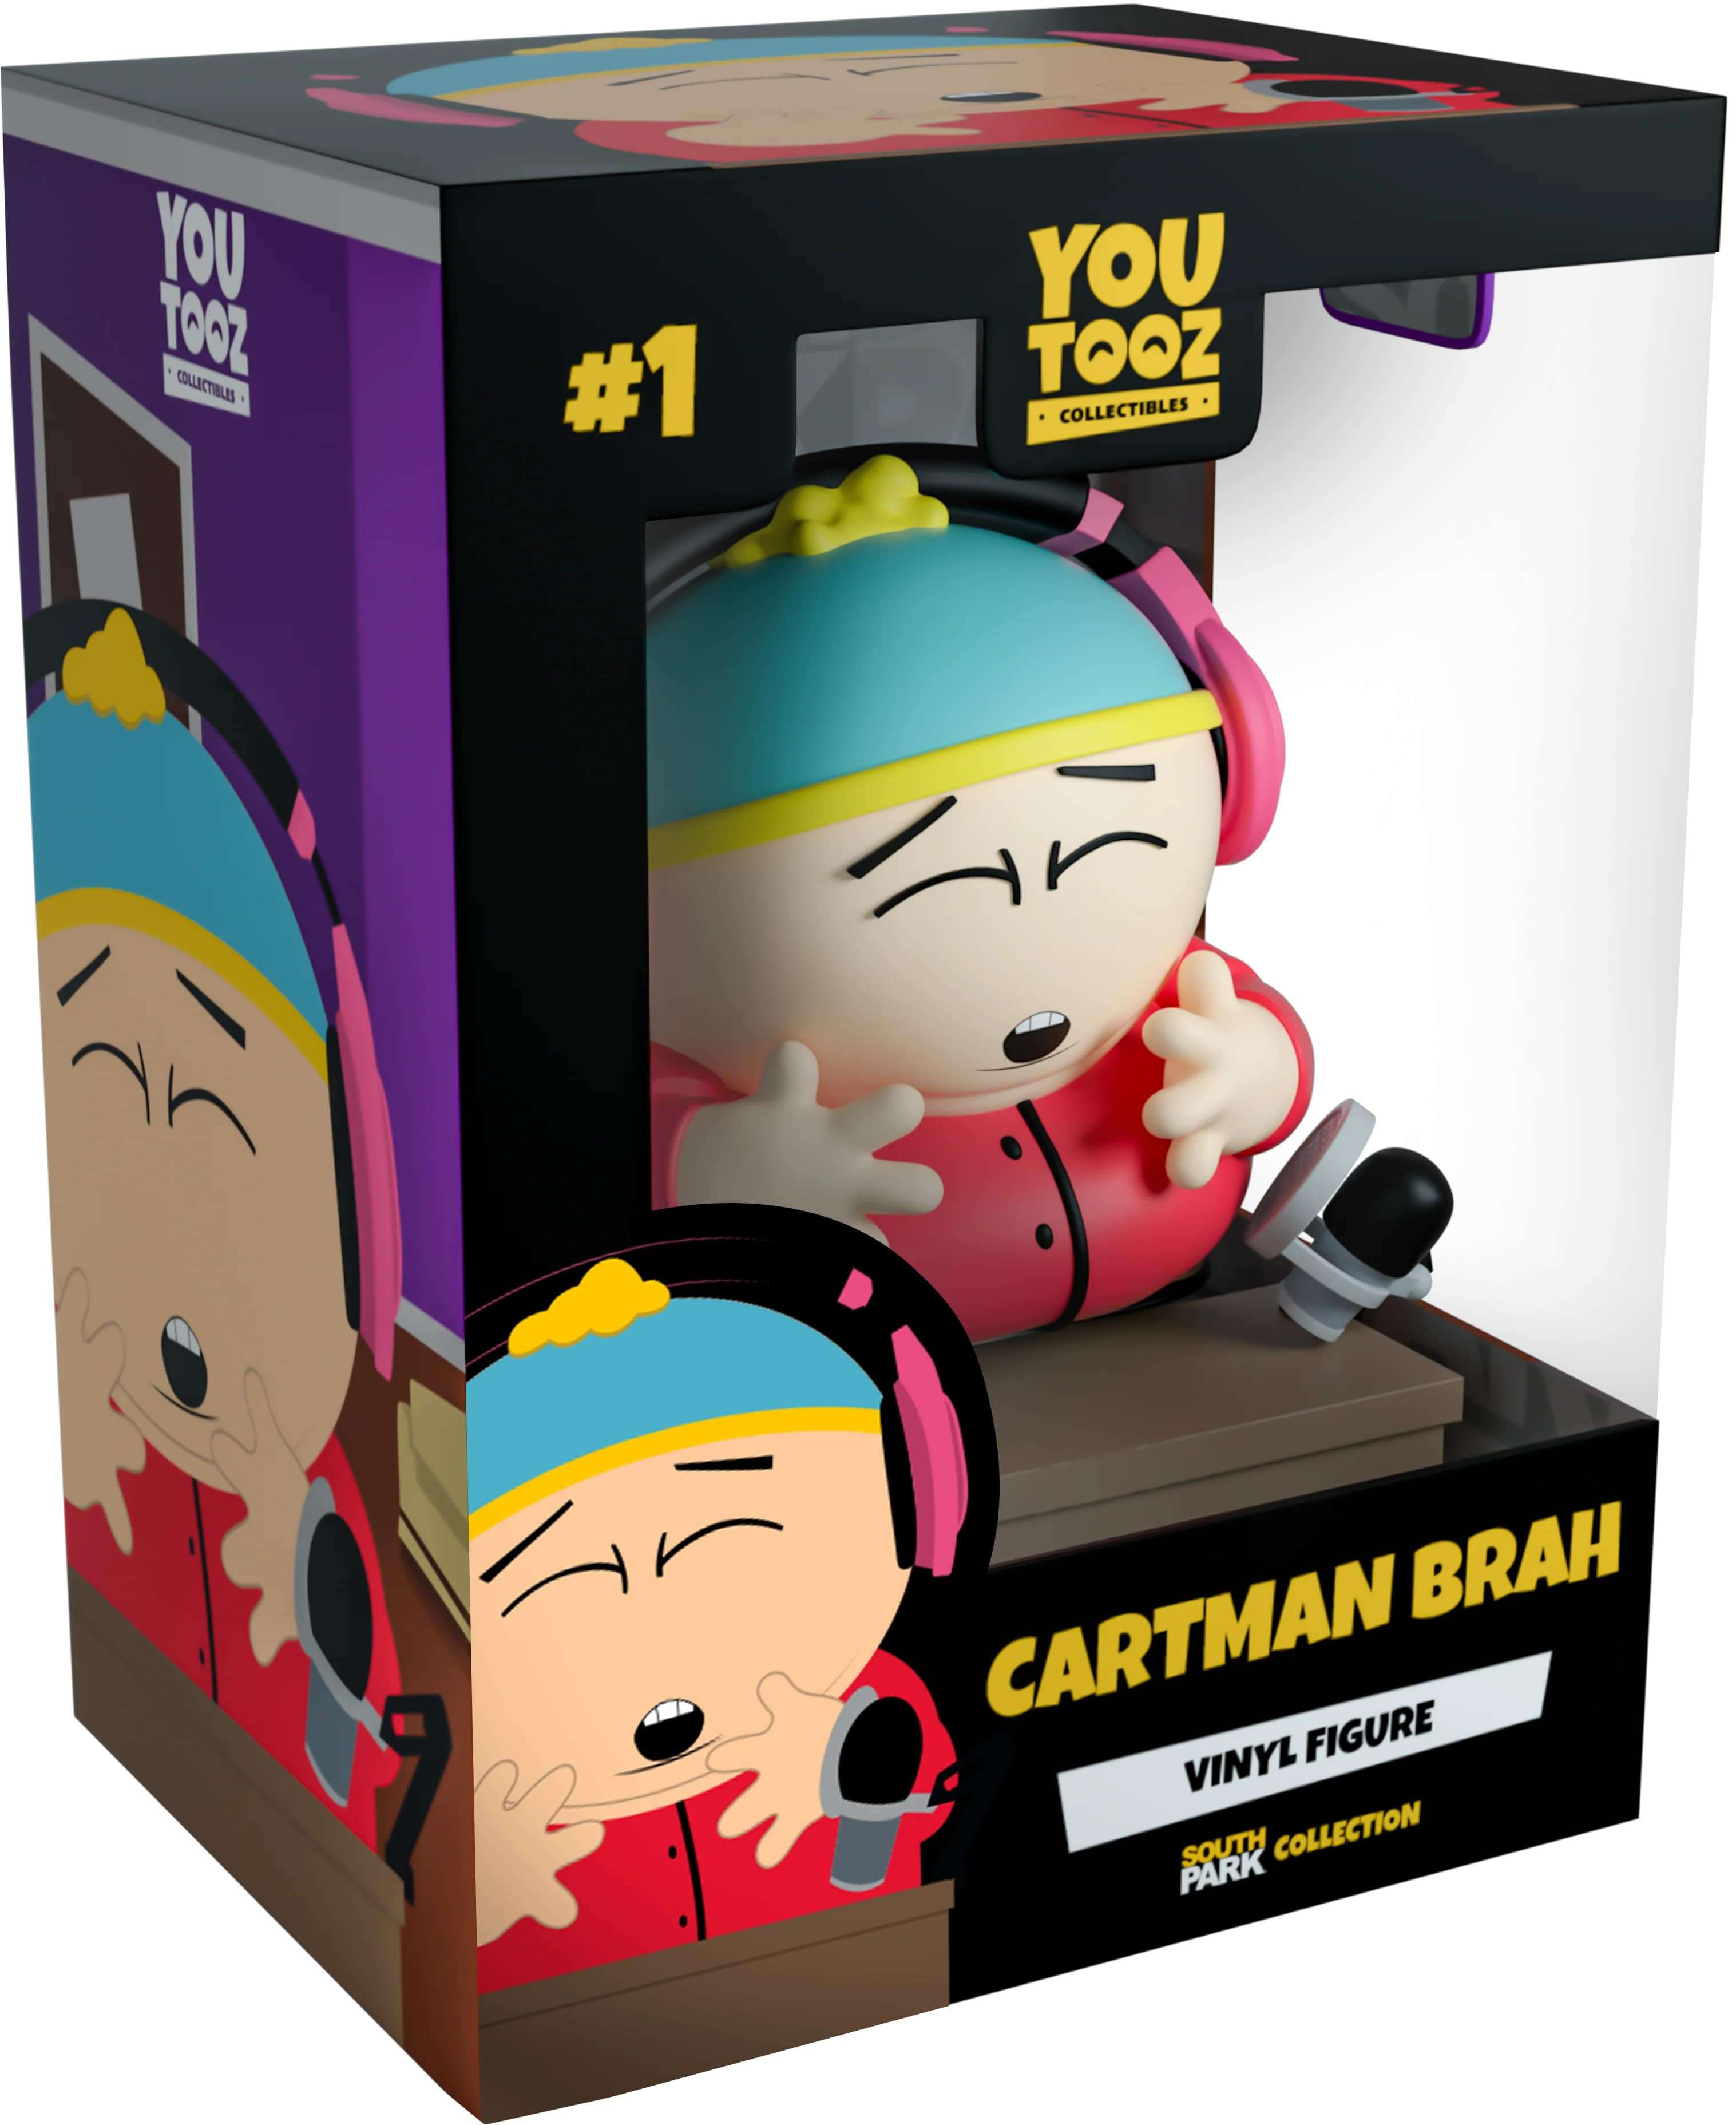 YOU
TOOZ
· COLLECTIBLES ·
#1
YOU
TOOZ
· COLLECTIBLES ·
CARTMAN BRAH
VINYL FIGURE
SOUTH
PARK COLLECTION